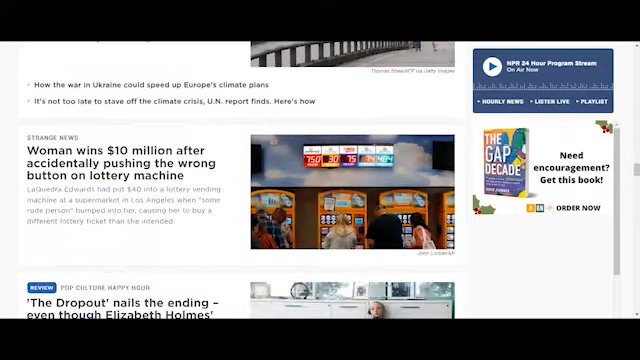 Thomas Shea/AFP via Getty Images
How the war in Ukraine could speed up Europe's climate plans
It's not too late to stave off the climate crisis, U.N. report finds. Here's how
STRANGE NEWS
Woman wins $10 million after
accidentally pushing the wrong
button on lottery machine
LaQuedra Edwards had put $40 into a lottery vending
machine at a supermarket in Los Angeles when "some
rude person" bumped into her, causing her to buy a
different lottery ticket than she intended.
750
30
75
74
464
John Locher/AP
REVIEW
POP CULTURE HAPPY HOUR
'The Dropout' nails the ending –
even though Elizabeth Holmes'
NPR 24 Hour Program Stream
On Air Now
HOURLY NEWS
LISTEN LIVE
PLAYLIST
THE
GAP
DECADE
Need
encouragement?
Get this book!
ORDER NOW